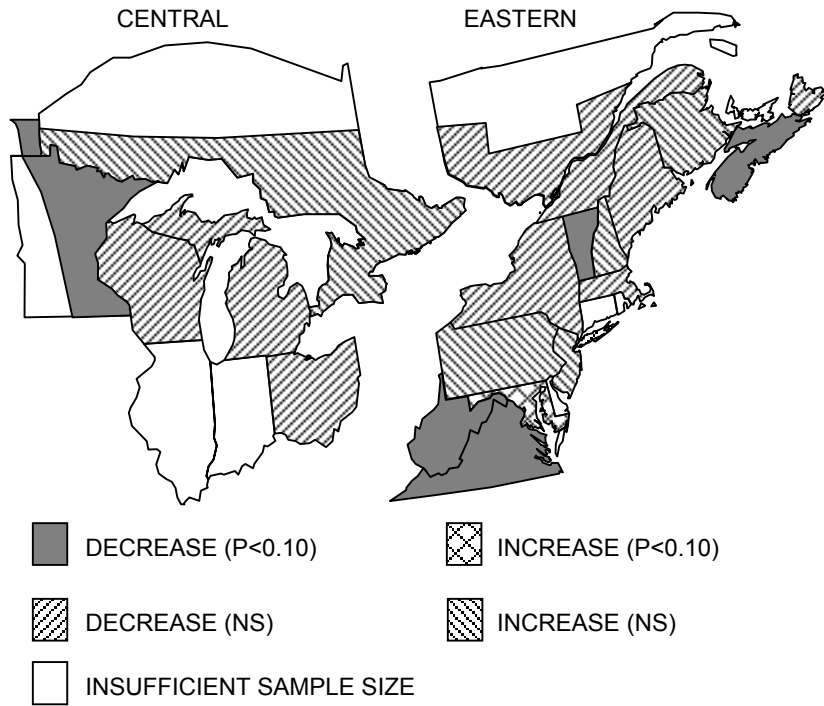 CENTRAL
EASTERN
DECREASE (P<0.10)
INCREASE (P<0.10)
DECREASE (NS)
INCREASE (NS)
INSUFFICIENT SAMPLE SIZE